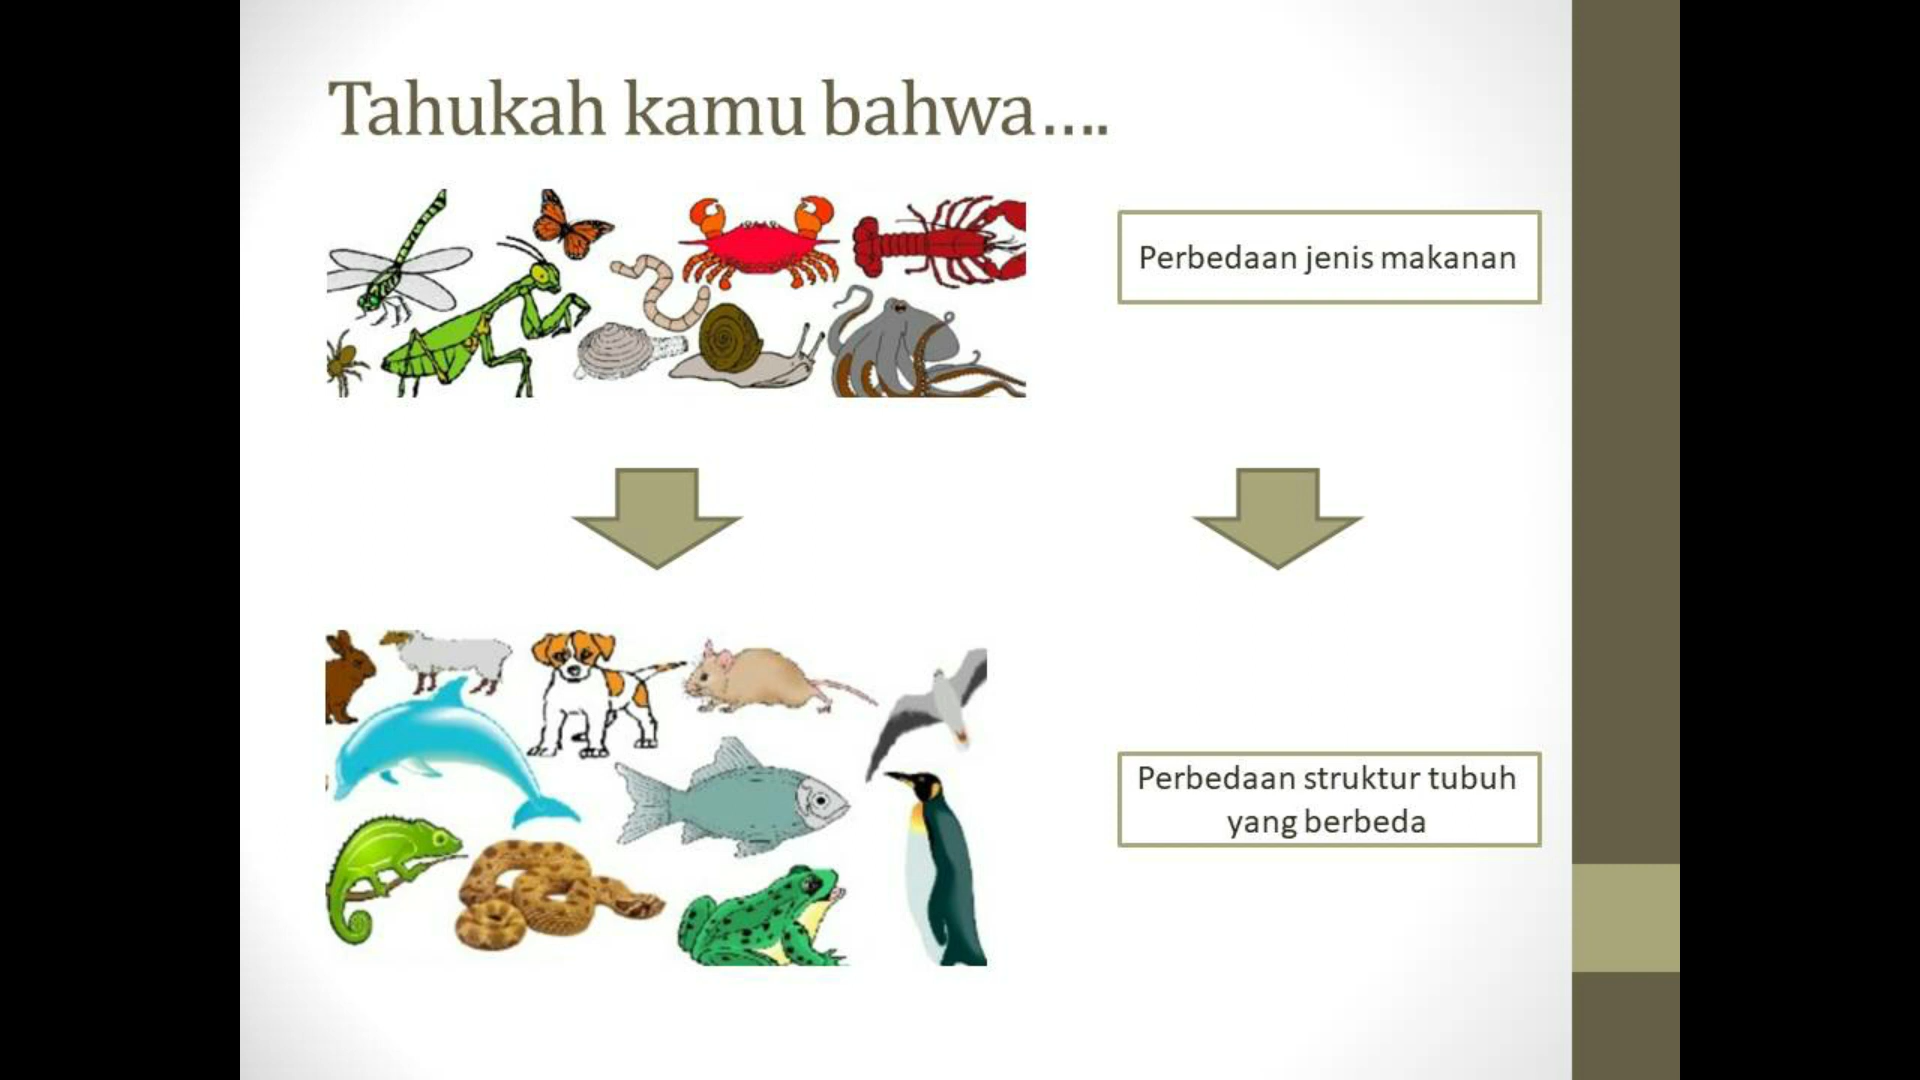 Tahukah kamu bahwa....
Perbedaan jenis makanan
Perbedaan struktur tubuh
yang berbeda